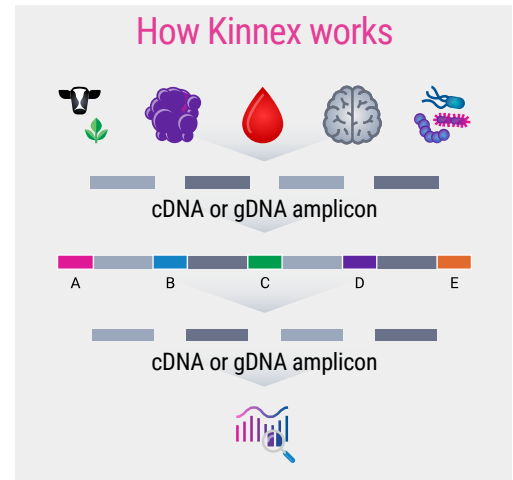 How Kinnex works
cDNA or gDNA amplicon
A B C D E
cDNA or gDNA amplicon